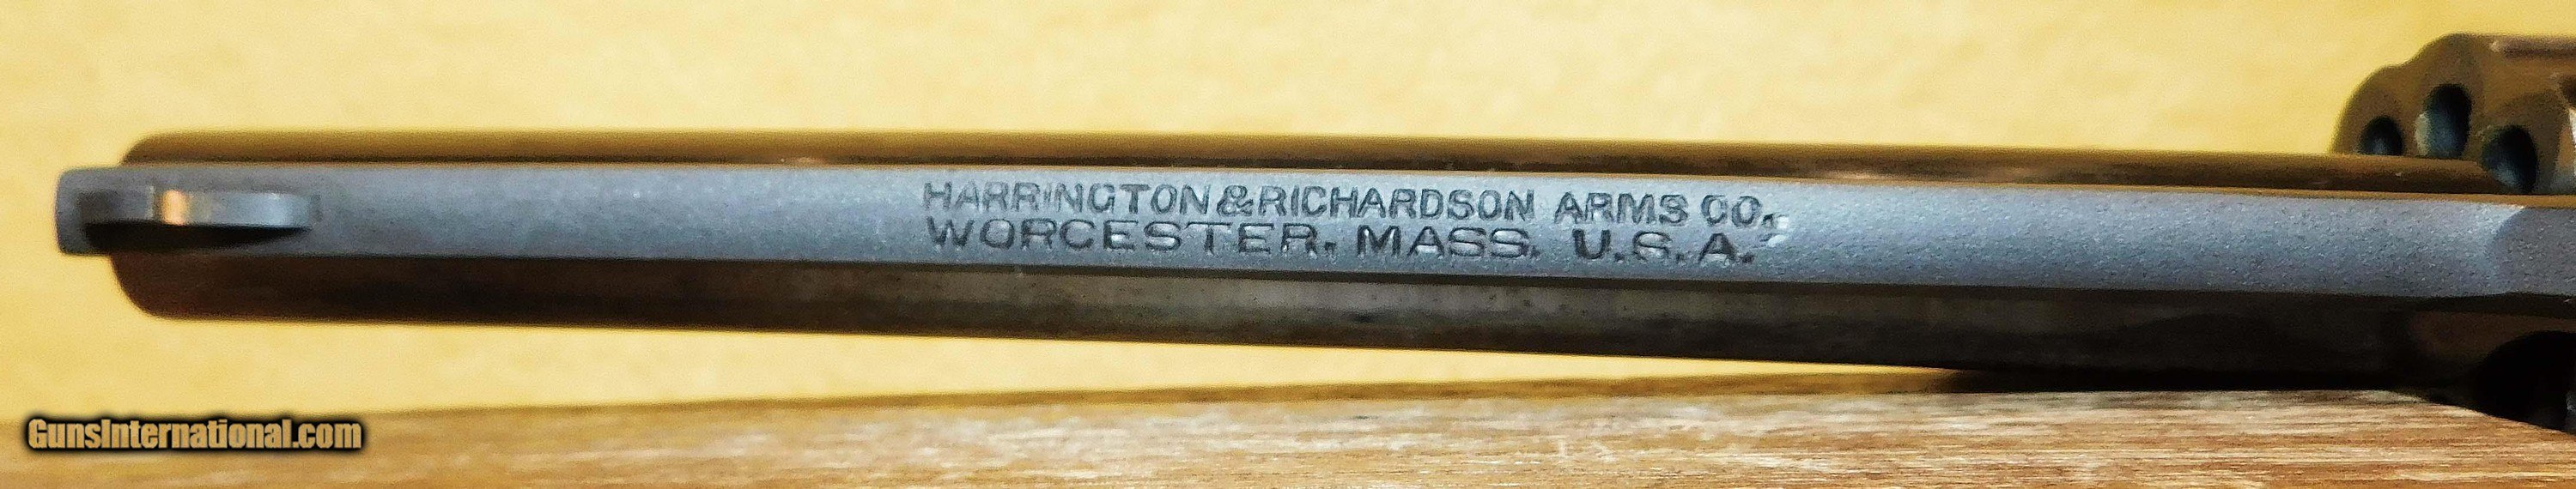 HARRINGTON & RICHARDSON ARMS CO.
WORCESTER, MASS. U.S.A.
GunsInternational.com